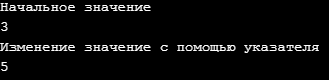 Начальное значение
3
Изменение значение с помощью указателя
5